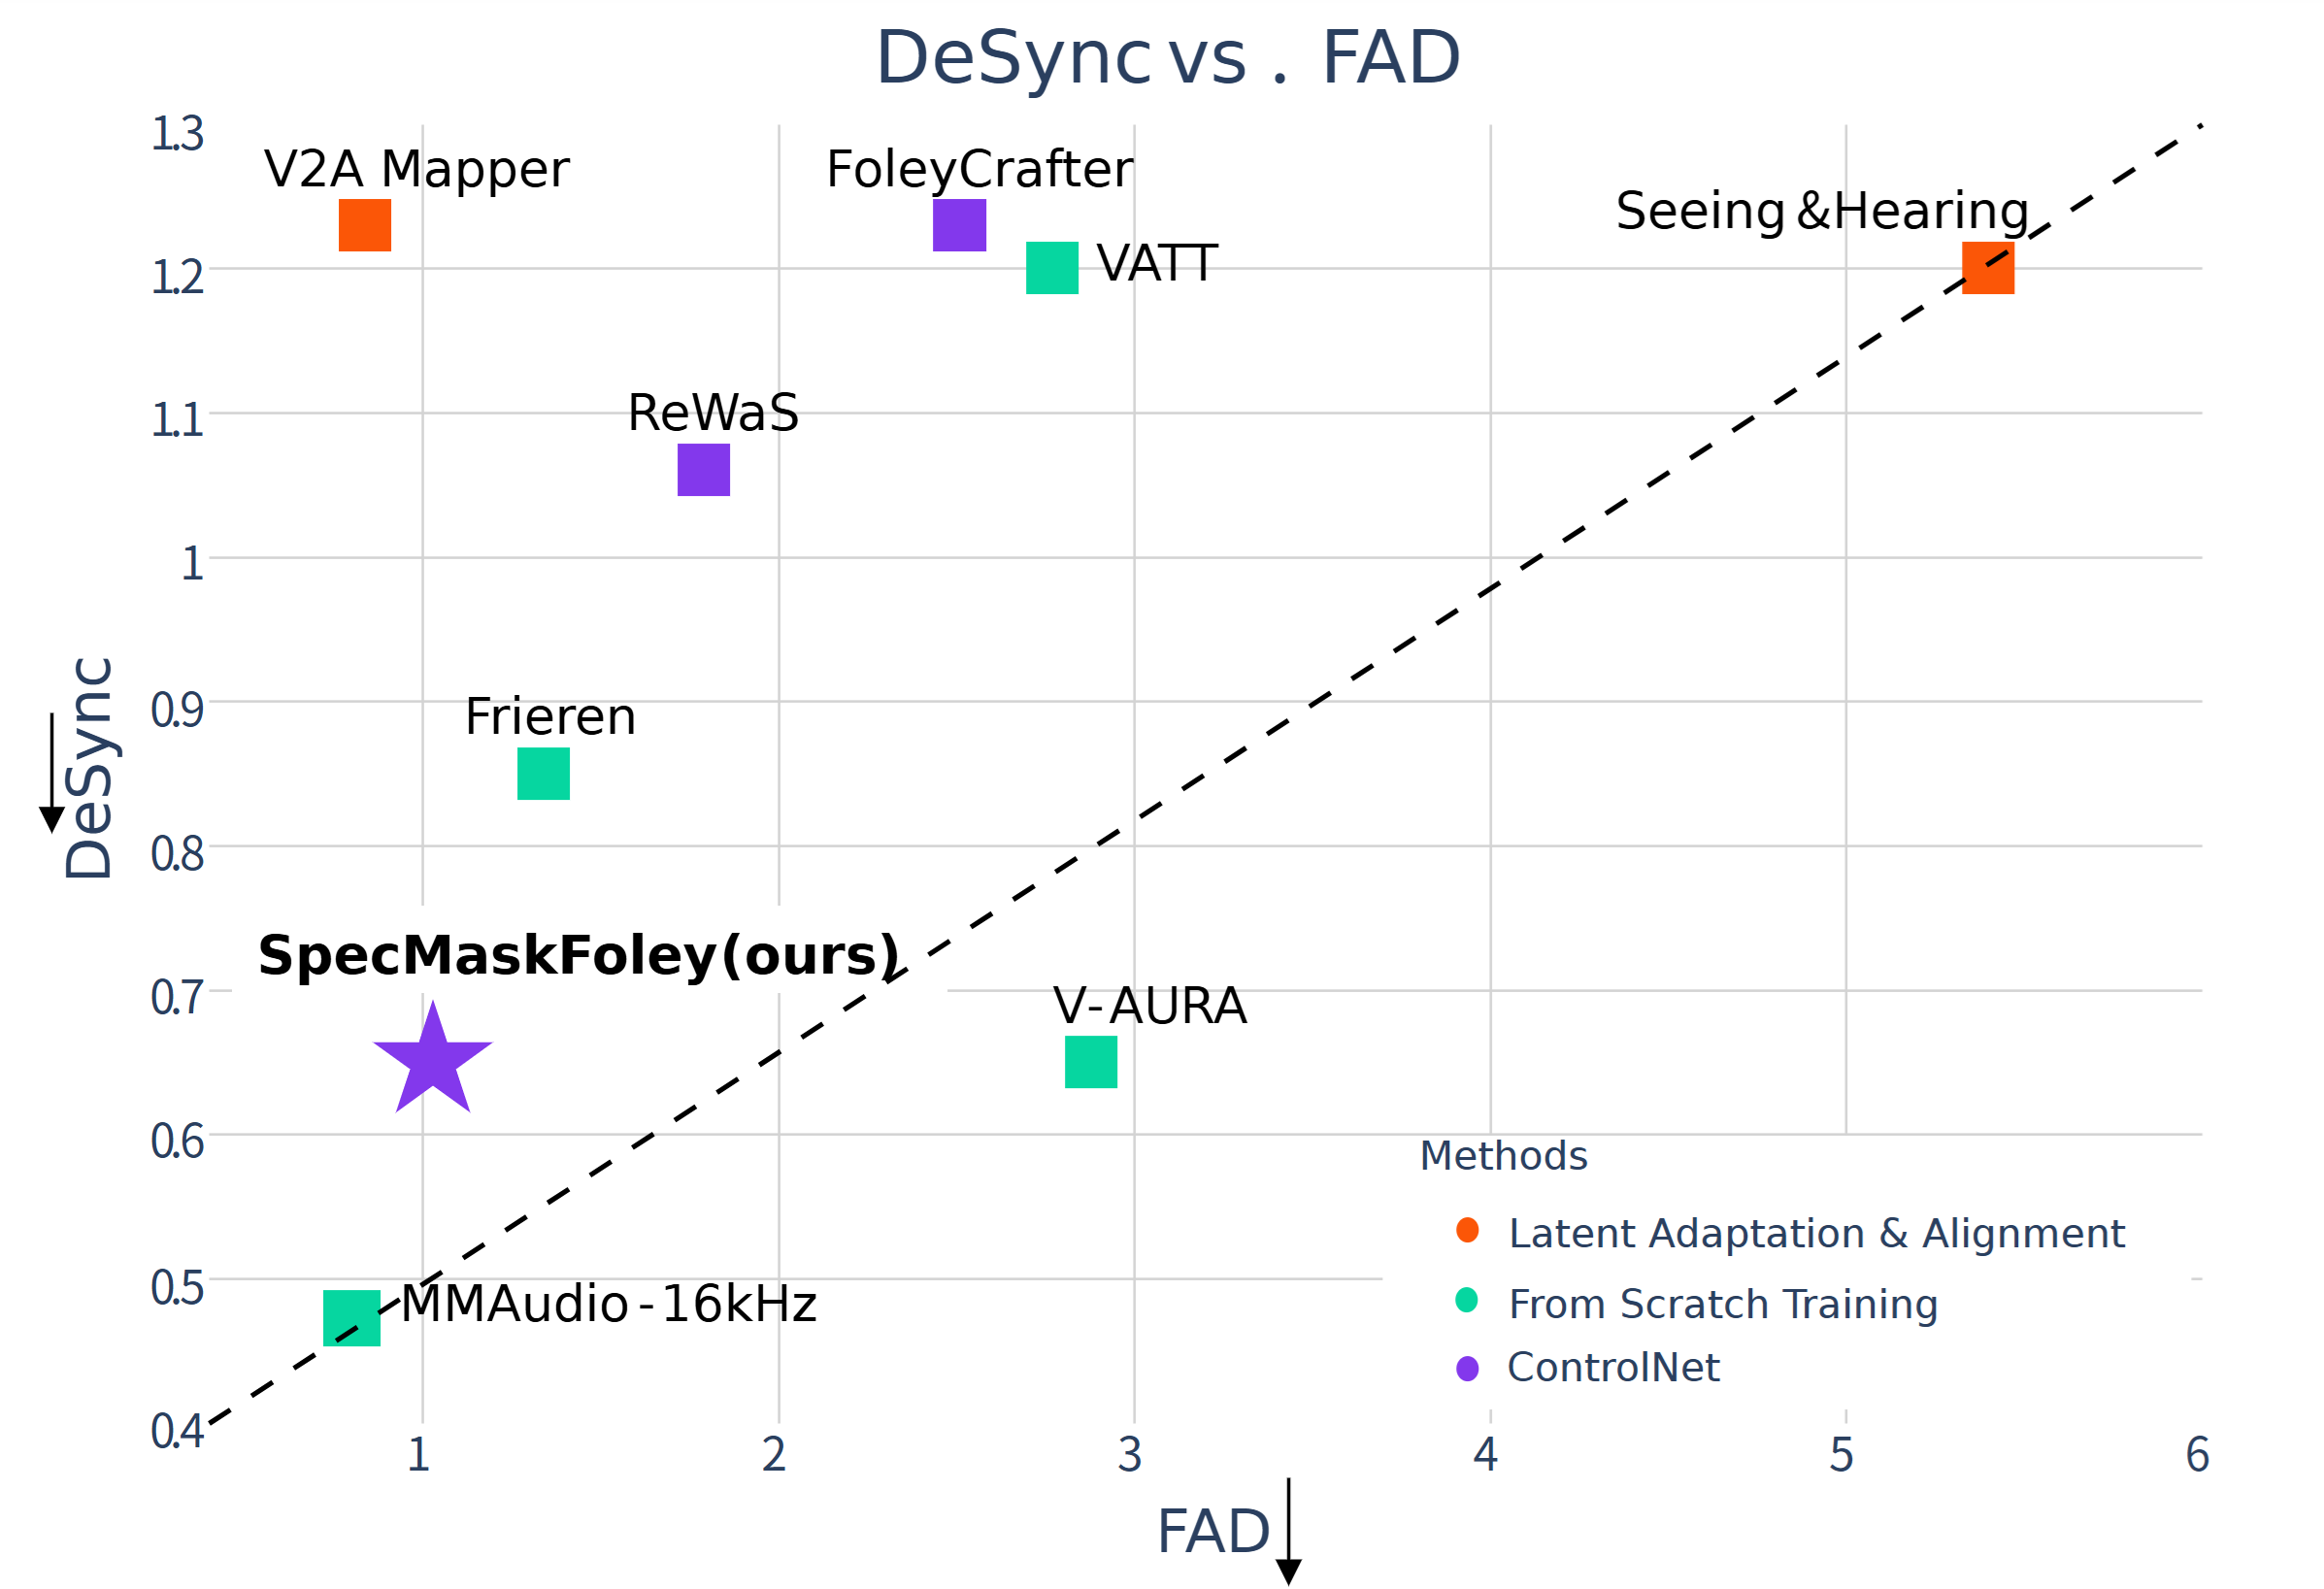 DeSync vs . FAD
1.3
V2A Mapper
FoleyCrafter
Seeing &Hearing
VATT
1.2
ReWaS
1.1
1
Frieren
0.9
DeSync
0.8
SpecMaskFoley(ours)
0.7
V-AURA
0.6
Methods
Latent Adaptation & Alignment
0.5
MMAudio-16kHz
From Scratch Training
ControlNet
0.4
1 2 3 4 5 6
FAD